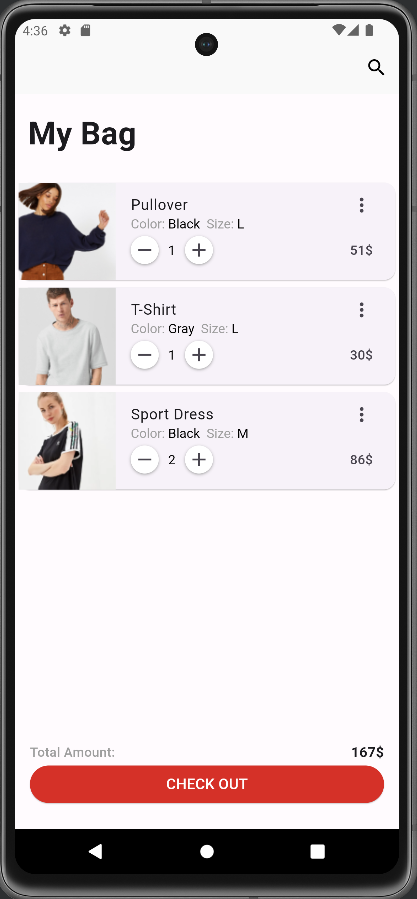 4:36
My Bag
Pullover
Color: Black Size: L
1
51$
T-Shirt
Color: Gray Size: L
1
30$
Sport Dress
Color: Black Size: M
2
86$
Total Amount:
167$
CHECK OUT